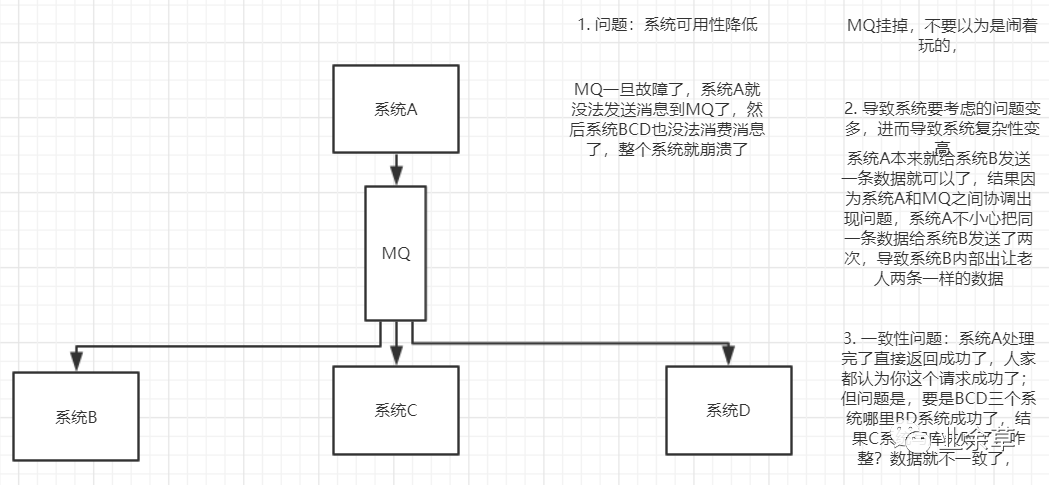 1. 问题：系统可用性降低
MQ一旦故障了，系统A就
没法发送消息到MQ了，然
后系统BCD也没法消费消息
了，整个系统就崩溃了
MQ挂掉，不要以为是闹着
玩的，
2. 导致系统要考虑的问题变
多，进而导致系统复杂性变
高
系统A本来就给系统B发送
一条数据就可以了，结果因
为系统A和MQ之间协调出
现问题，系统A不小心把同
一条数据给系统B发送了两
次，导致系统B内部出让老
人两条一样的数据
3. 一致性问题：系统A处理
完了直接返回成功了，人家
都认为你这个请求成功了；
但问题是，要是BCD三个系
统哪里BD系统成功了，结
果C系 库 咋
整？数据就不一致了，
系统A
MQ
系统B
系统C
系统D
业余草